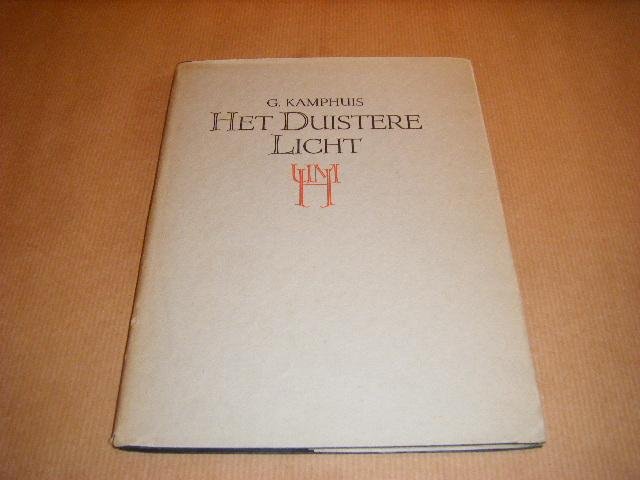 G. KAMPHUIS
HET DUISTERE
LICHT